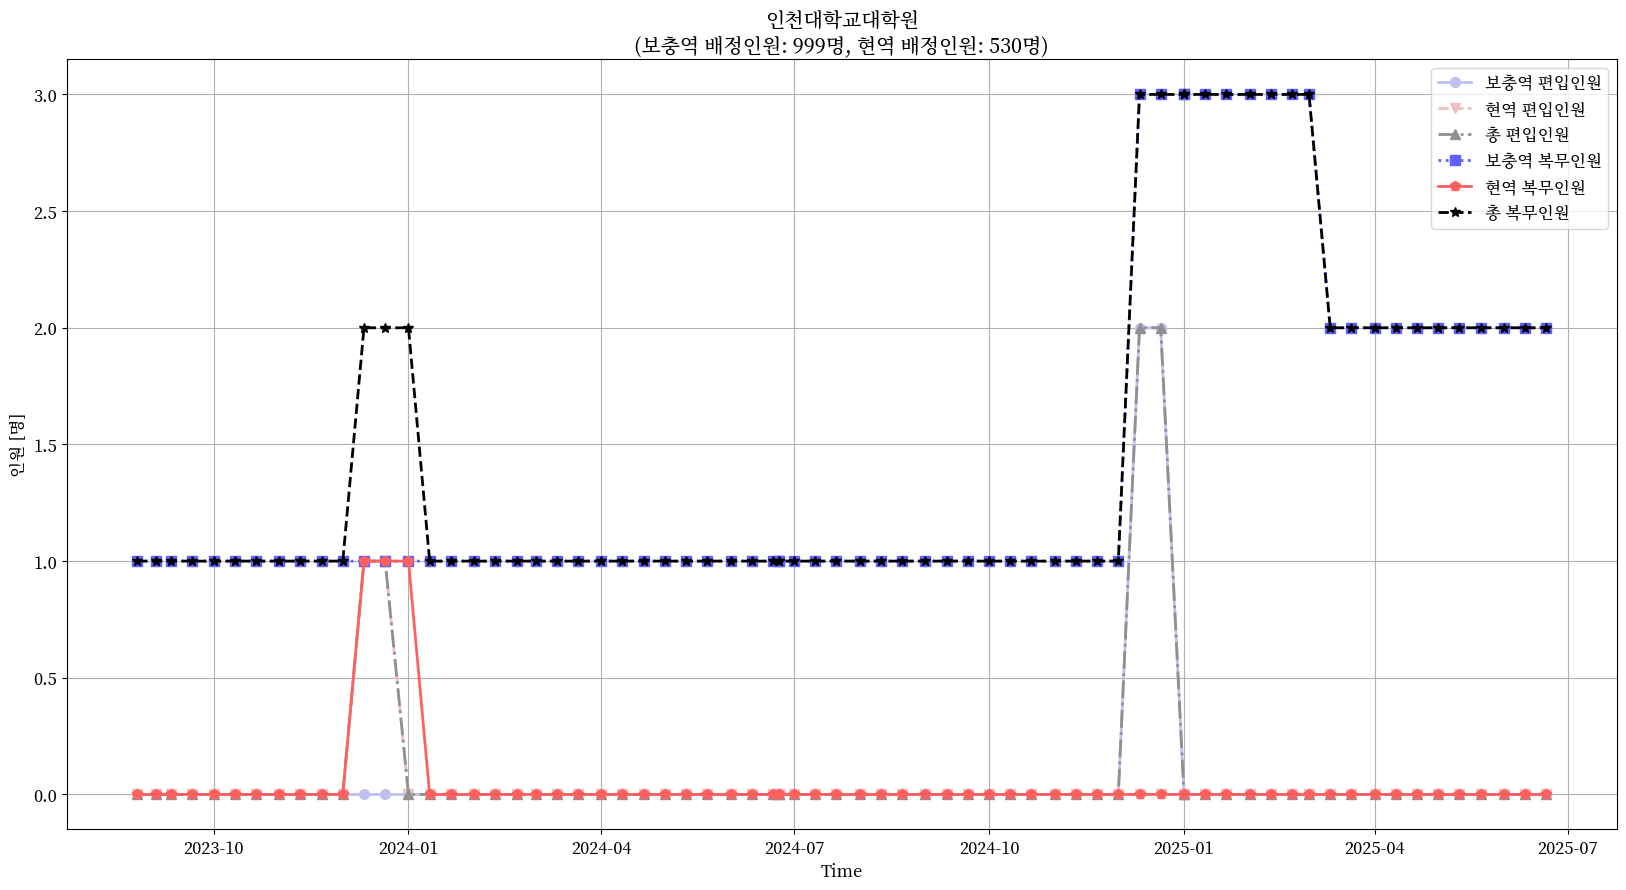 인천대학교대학원
(보충역 배정인원: 999명, 현역 배정인원: 530명)
보충역 편입인원
현역 편입인원
총 편입인원
보충역 복무인원
현역 복무인원
총 복무인원
3.0
2.5
2.0
1.5
1.0
0.5
0.0
인원 [명]
2023-10
2024-01
2024-04
2024-07
2024-10
2025-01
2025-04
2025-07
Time